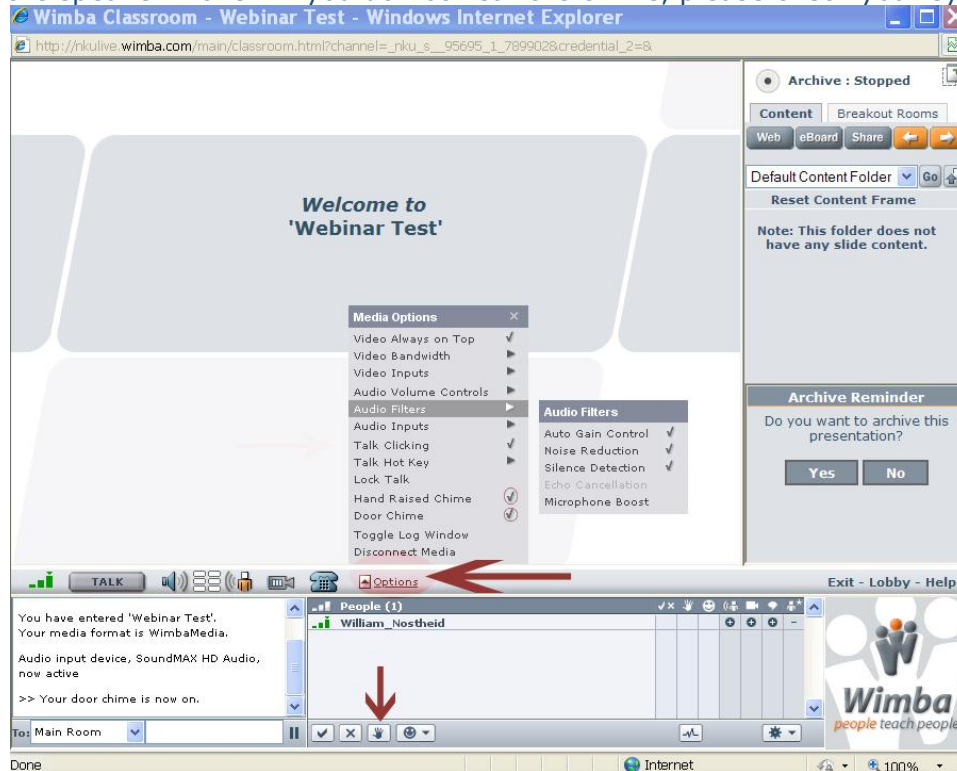 Wimba Classroom - Webinar Test - Windows Internet Explorer
http://nkulive.wimba.com/main/classroom.html?channel=_nku_s__95695_1_789902&credential_2=&
Archive : Stopped
Content Breakout Rooms
Web eBoard Share
Default Content Folder Go
Reset Content Frame
Note: This folder does not
have any slide content.
Welcome to
'Webinar Test'
Media Options
Video Always on Top
Video Bandwidth
Video Inputs
Audio Volume Controls
Audio Filters
Audio Inputs
Talk Clicking
Talk Hot Key
Lock Talk
Hand Raised Chime
Door Chime
Toggle Log Window
Disconnect Media
Audio Filters
Auto Gain Control
Noise Reduction
Silence Detection
Echo Cancellation
Microphone Boost
Archive Reminder
Do you want to archive this
presentation?
Yes No
TALK Options Exit - Lobby - Help
You have entered 'Webinar Test'.
Your media format is WimbaMedia.
Audio input device, SoundMAX HD Audio,
now active
>> Your door chime is now on.
To: Main Room
People (1)
William_Nostheid
Wimba
people teach people
Done Internet 100%